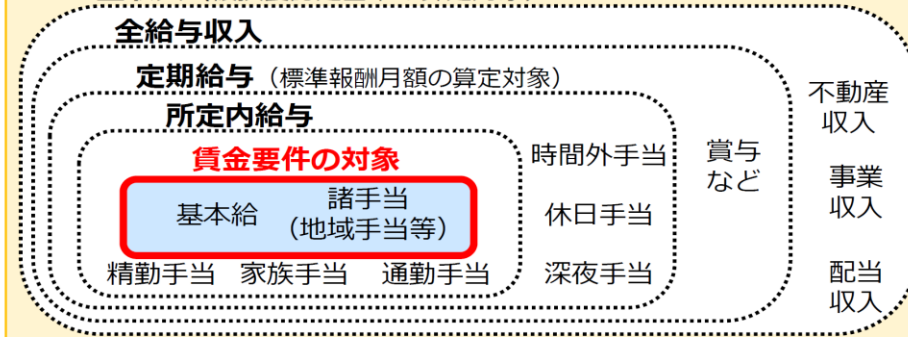 全給与収入
定期給与（標準報酬月額の算定対象）
所定内給与
賃金要件の対象
基本給
諸手当
（地域手当等）
精勤手当 家族手当 通勤手当
時間外手当
休日手当
深夜手当
賞与
など
不動産
収入
事業
収入
配当
収入